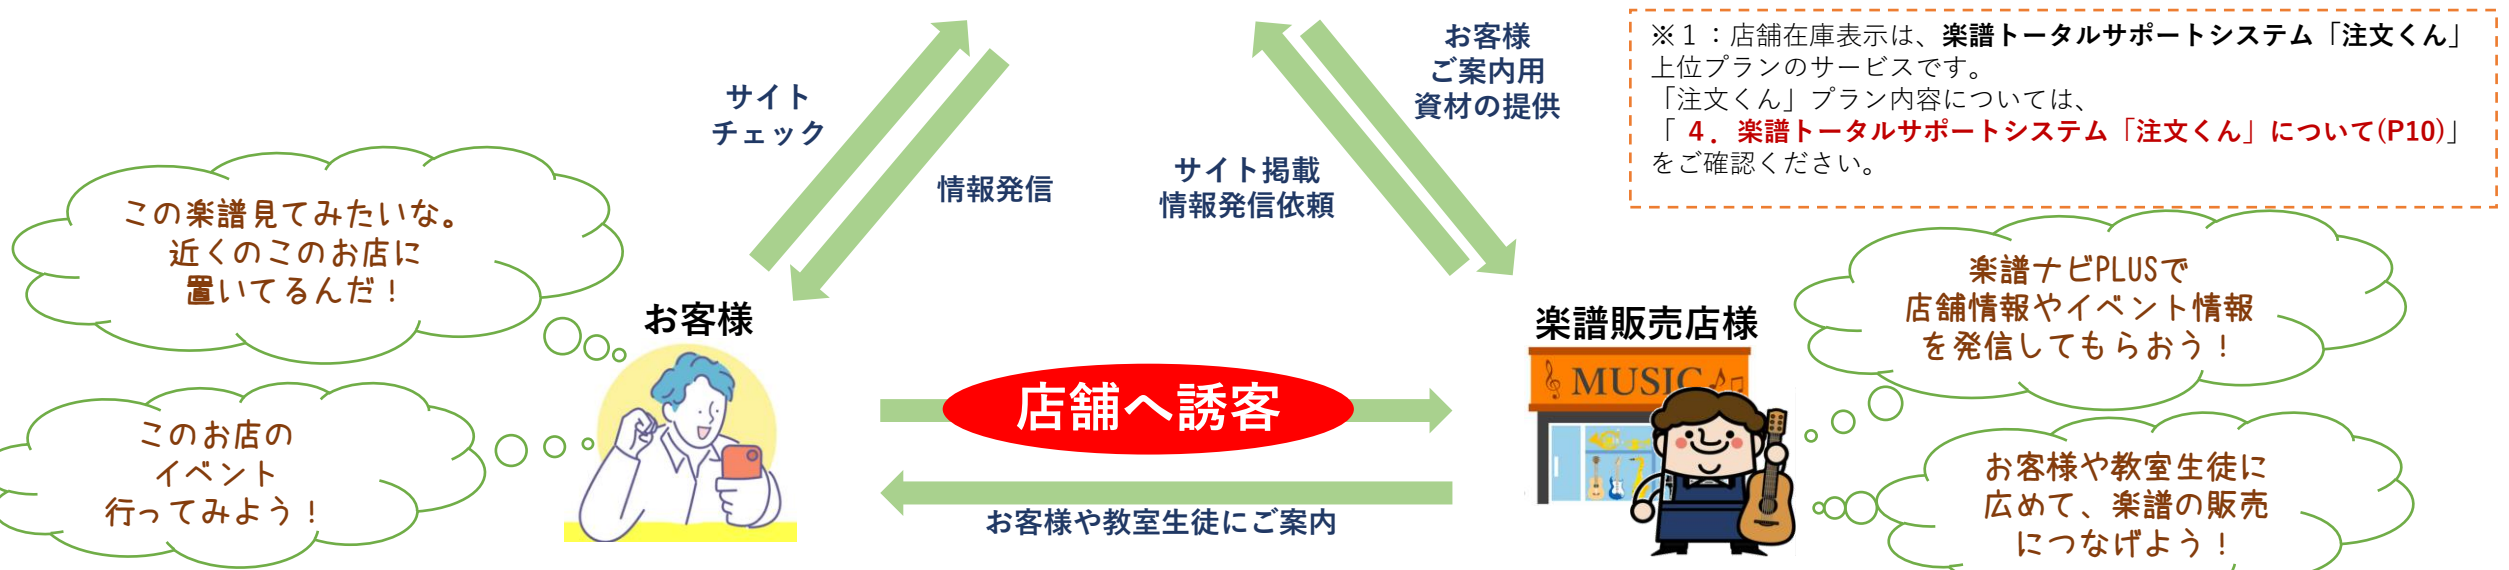 サイト
チェック
情報発信
サイト掲載
情報発信依頼
お客様
ご案内用
資材の提供
※１：店舗在庫表示は、楽譜トータルサポートシステム「注文くん」
上位プランのサービスです。
「注文くん」プラン内容については、
「 ４．楽譜トータルサポートシステム「注文くん」について(P10)」
をご確認ください。
この楽譜見てみたいな。
近くのこのお店に
置いてるんだ！
このお店の
イベント
行ってみよう！
お客様
店舗へ誘客
お客様や教室生徒にご案内
楽譜販売店様
MUSIC
楽譜ナビPLUSで
店舗情報やイベント情報
を発信してもらおう！
お客様や教室生徒に
広めて、楽譜の販売
につなげよう！